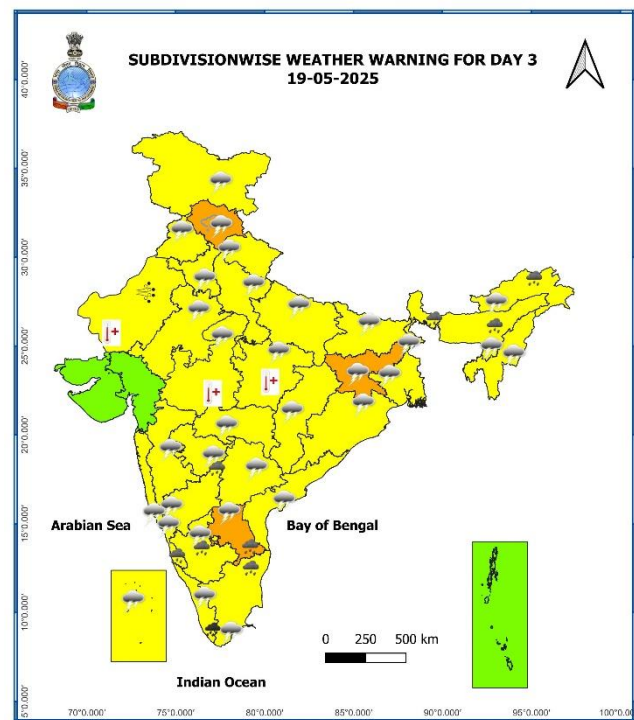 SUBDIVISIONWISE WEATHER WARNING FOR DAY 3
19-05-2025
40°0.000'
35°0.000'
30°0.000'
25°0.000'
20°0.000'
15°0.000'
10°0.000'
5°0.000'
Arabian Sea
Bay of Bengal
0 250 500 km
Indian Ocean
70°0.000' 75°0.000' 80°0.000' 85°0.000' 90°0.000' 95°0.000' 100°0.0